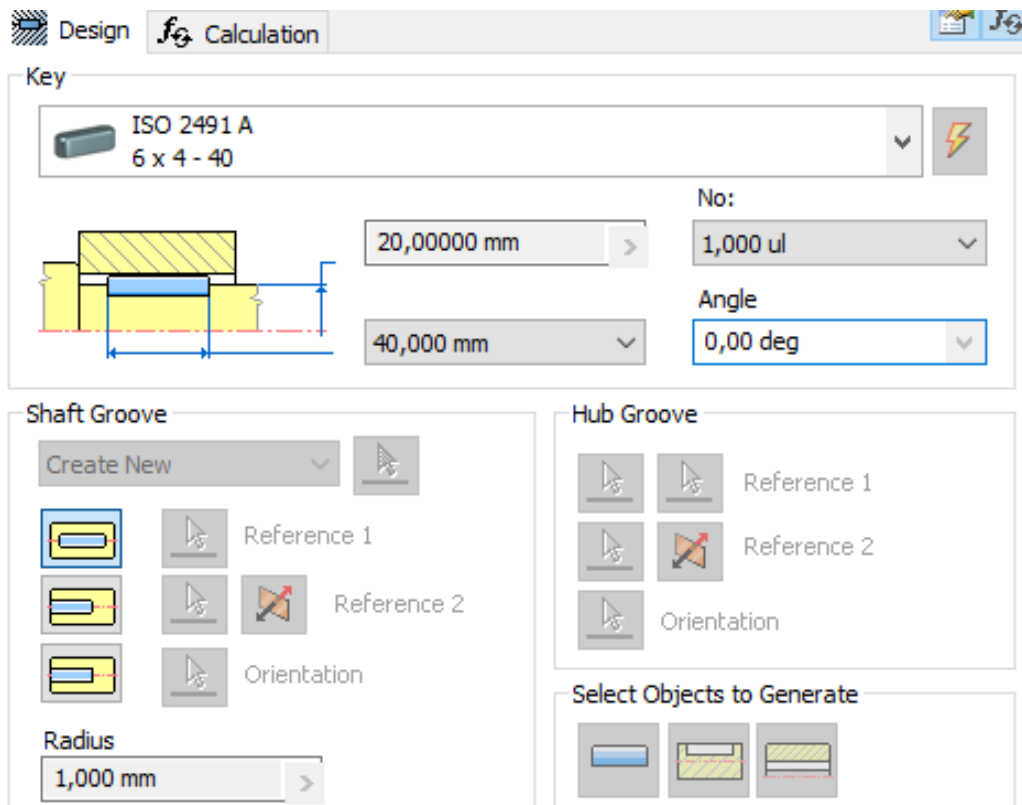 Design
Calculation
Key
ISO 2491 A
6 x 4 - 40
No:
20,00000 mm
1,000 ul
Angle
40,000 mm
0,00 deg
Shaft Groove
Create New
Reference 1
Reference 2
Orientation
Radius
1,000 mm
Hub Groove
Reference 1
Reference 2
Orientation
Select Objects to Generate